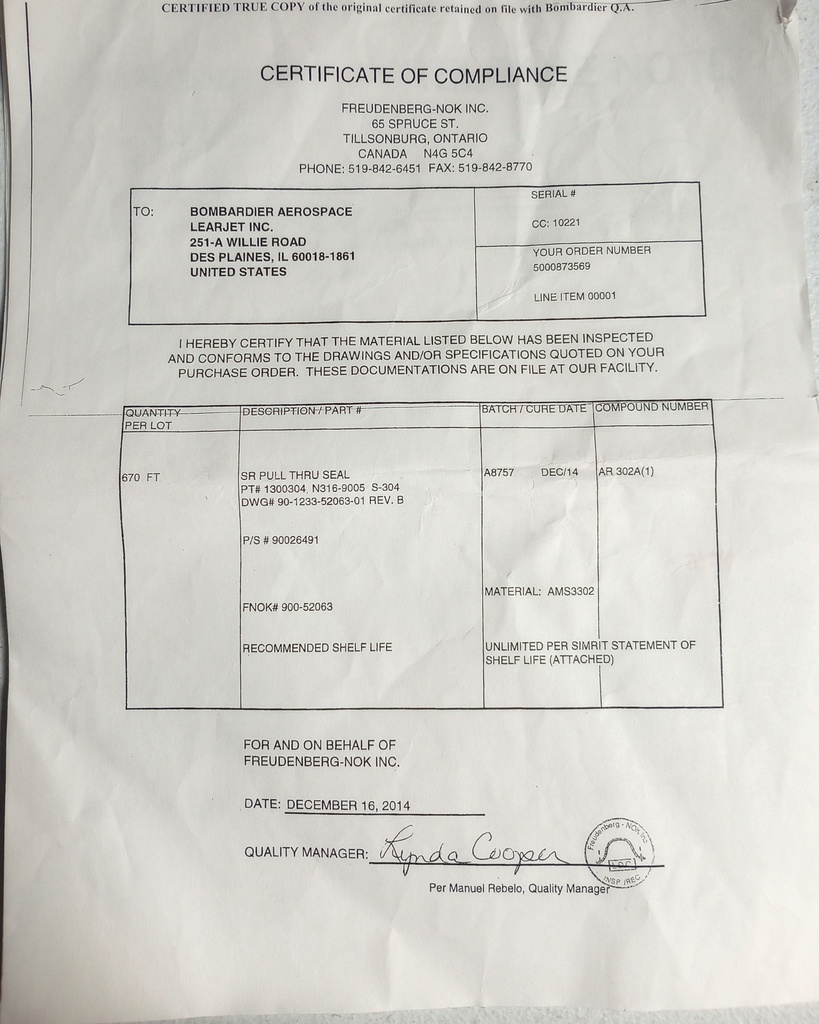 CERTIFIED TRUE COPY of the original certificate retained on file with Bombardier Q.A.
CERTIFICATE OF COMPLIANCE
FREUDENBERG-NOK INC.
65 SPRUCE ST.
TILLSONBURG, ONTARIO
CANADA N4G 5C4
PHONE: 519-842-6451 FAX: 519-842-8770
TO: BOMBARDIER AEROSPACE
LEARJET INC.
251-A WILLIE ROAD
DES PLAINES, IL 60018-1861
UNITED STATES
SERIAL #
CC: 10221
YOUR ORDER NUMBER
5000873569
LINE ITEM 00001
I HEREBY CERTIFY THAT THE MATERIAL LISTED BELOW HAS BEEN INSPECTED
AND CONFORMS TO THE DRAWINGS AND/OR SPECIFICATIONS QUOTED ON YOUR
PURCHASE ORDER. THESE DOCUMENTATIONS ARE ON FILE AT OUR FACILITY.
QUANTITY
PER LOT
DESCRIPTION / PART #
BATCH / CURE DATE
COMPOUND NUMBER
670 FT
SR PULL THRU SEAL
PT# 1300304, N316-9005 S-304
DWG# 90-1233-52063-01 REV. B
A8757 DEC/14
AR 302A(1)
P/S # 90026491
MATERIAL: AMS3302
FNOK# 900-52063
RECOMMENDED SHELF LIFE
UNLIMITED PER SIMRIT STATEMENT OF
SHELF LIFE (ATTACHED)
FOR AND ON BEHALF OF
FREUDENBERG-NOK INC.
DATE: DECEMBER 16, 2014
QUALITY MANAGER: Lynda Cooper
Freudenberg - NOK Inc
INSP / REC
Per Manuel Rebelo, Quality Manager